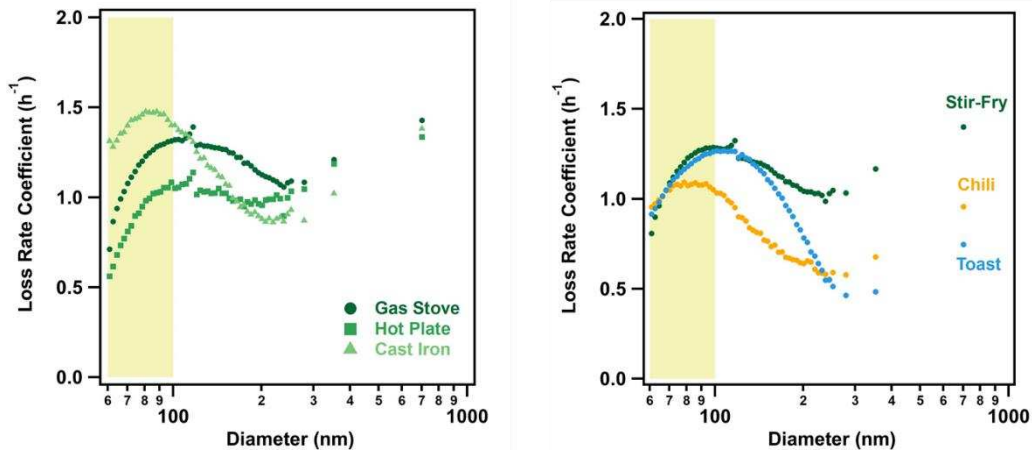 2.0
1.5
1.0
0.5
0.0
Loss Rate Coefficient (h⁻¹)
Gas Stove
Hot Plate
Cast Iron
6 7 8 9 100 2 3 4 5 6 7 8 9 1000
Diameter (nm)
2.0
1.5
1.0
0.5
0.0
Loss Rate Coefficient (h⁻¹)
Stir-Fry
Chili
Toast
6 7 8 9 100 2 3 4 5 6 7 8 9 1000
Diameter (nm)